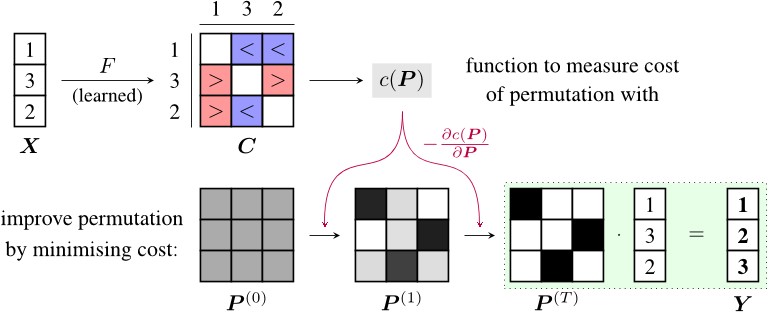 1 3 2
1 < <
3 > >
2 > <
1
3
2
X
F
(learned)
C
c(P)
function to measure cost
of permutation with
− ∂c(P)/∂P
improve permutation
by minimising cost:
P(0)
P(1)
P(T)
·
1
3
2
=
1
2
3
Y